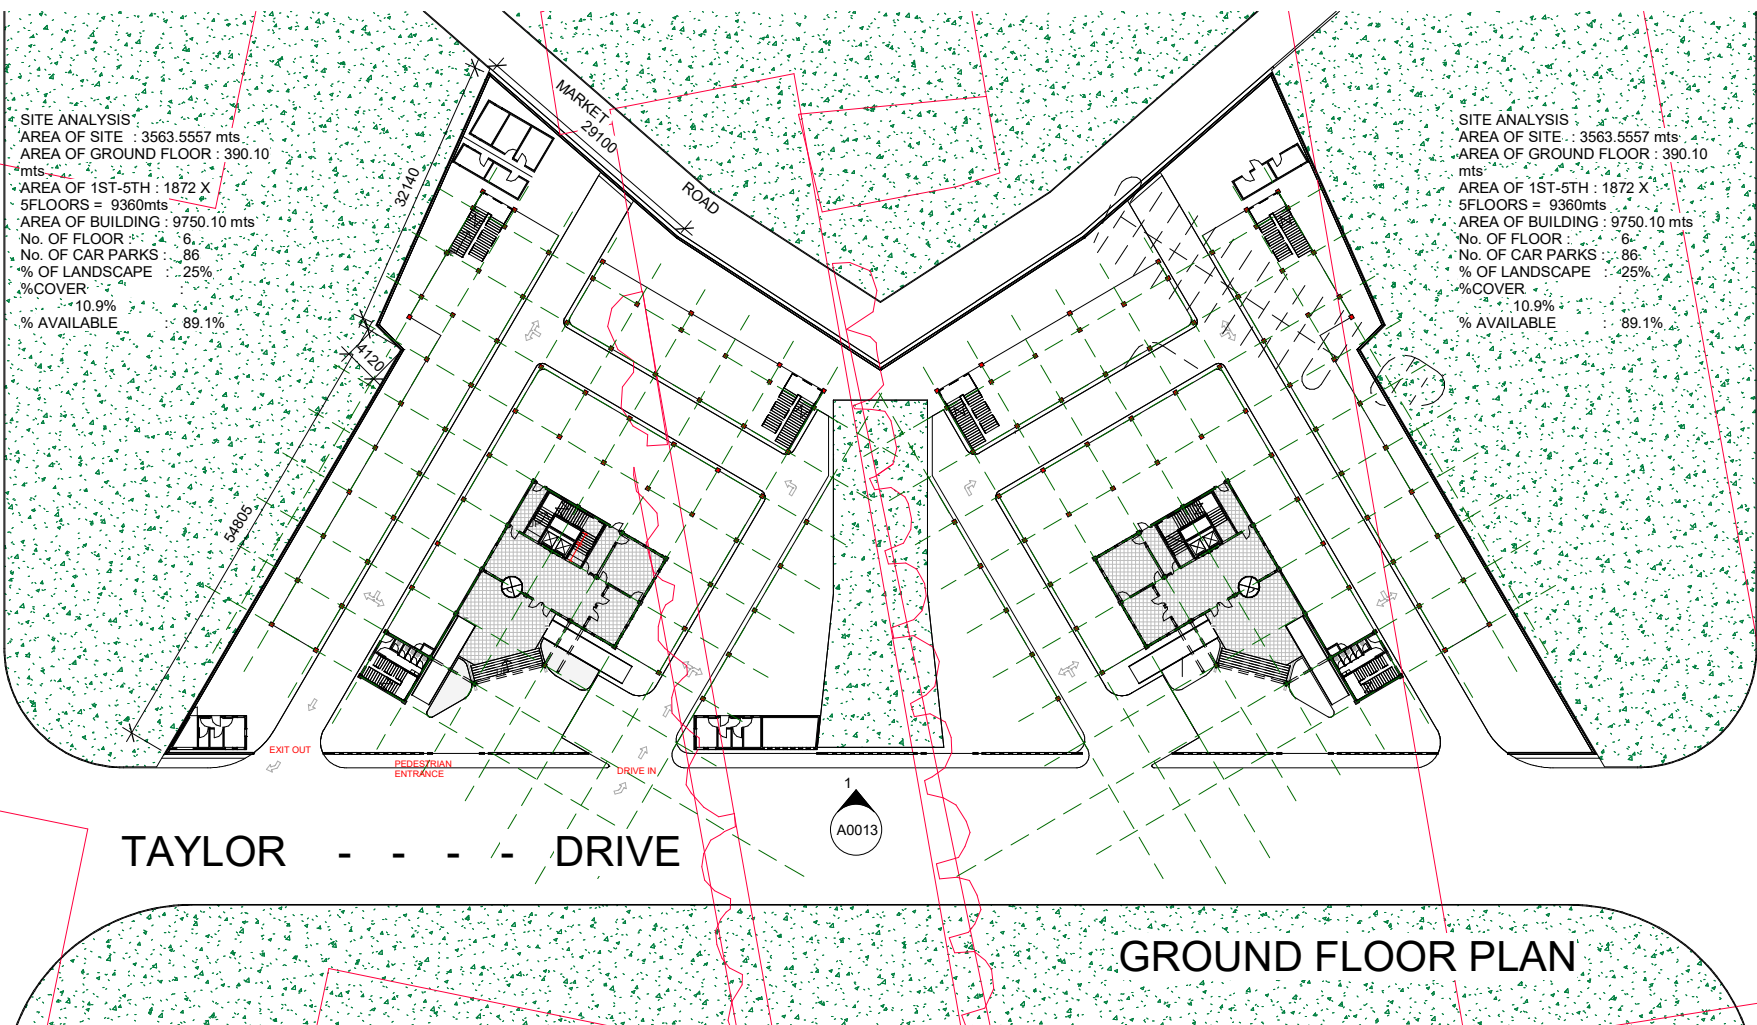 SITE ANALYSIS
AREA OF SITE : 3563.5557 mts
AREA OF GROUND FLOOR : 390.10
mts
AREA OF 1ST-5TH : 1872 X
5FLOORS = 9360mts
AREA OF BUILDING : 9750.10 mts
No. OF FLOOR : 6
No. OF CAR PARKS : 86
% OF LANDSCAPE : 25%
%COVER
10.9%
% AVAILABLE : 89.1%
SITE ANALYSIS
AREA OF SITE : 3563.5557 mts
AREA OF GROUND FLOOR : 390.10
mts
AREA OF 1ST-5TH : 1872 X
5FLOORS = 9360mts
AREA OF BUILDING : 9750.10 mts
No. OF FLOOR : 6
No. OF CAR PARKS : 86
% OF LANDSCAPE : 25%
%COVER
10.9%
% AVAILABLE : 89.1%
MARKET
29100
ROAD
32140
4120
54805
EXIT OUT
PEDESTRIAN
ENTRANCE
DRIVE IN
1
A0013
TAYLOR - - - - DRIVE
GROUND FLOOR PLAN